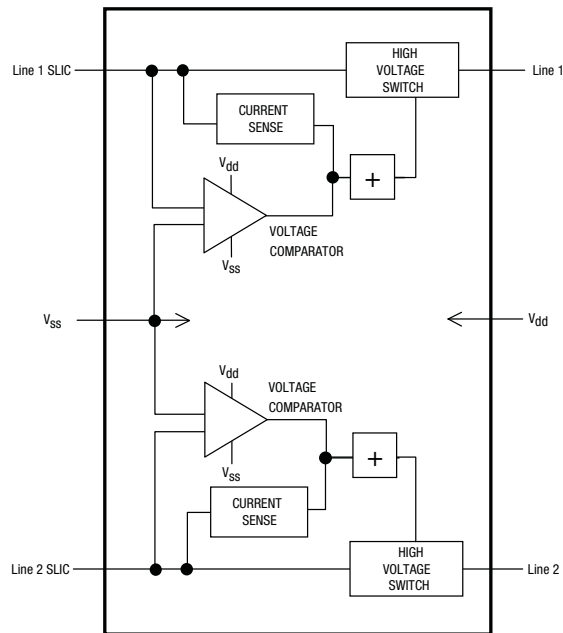 HIGH
VOLTAGE
SWITCH
Line 1 SLIC
Line 1
CURRENT
SENSE
Vdd
+
VOLTAGE
COMPARATOR
Vss
Vss
Vdd
Vdd
VOLTAGE
COMPARATOR
+
Vss
CURRENT
SENSE
HIGH
VOLTAGE
SWITCH
Line 2 SLIC
Line 2